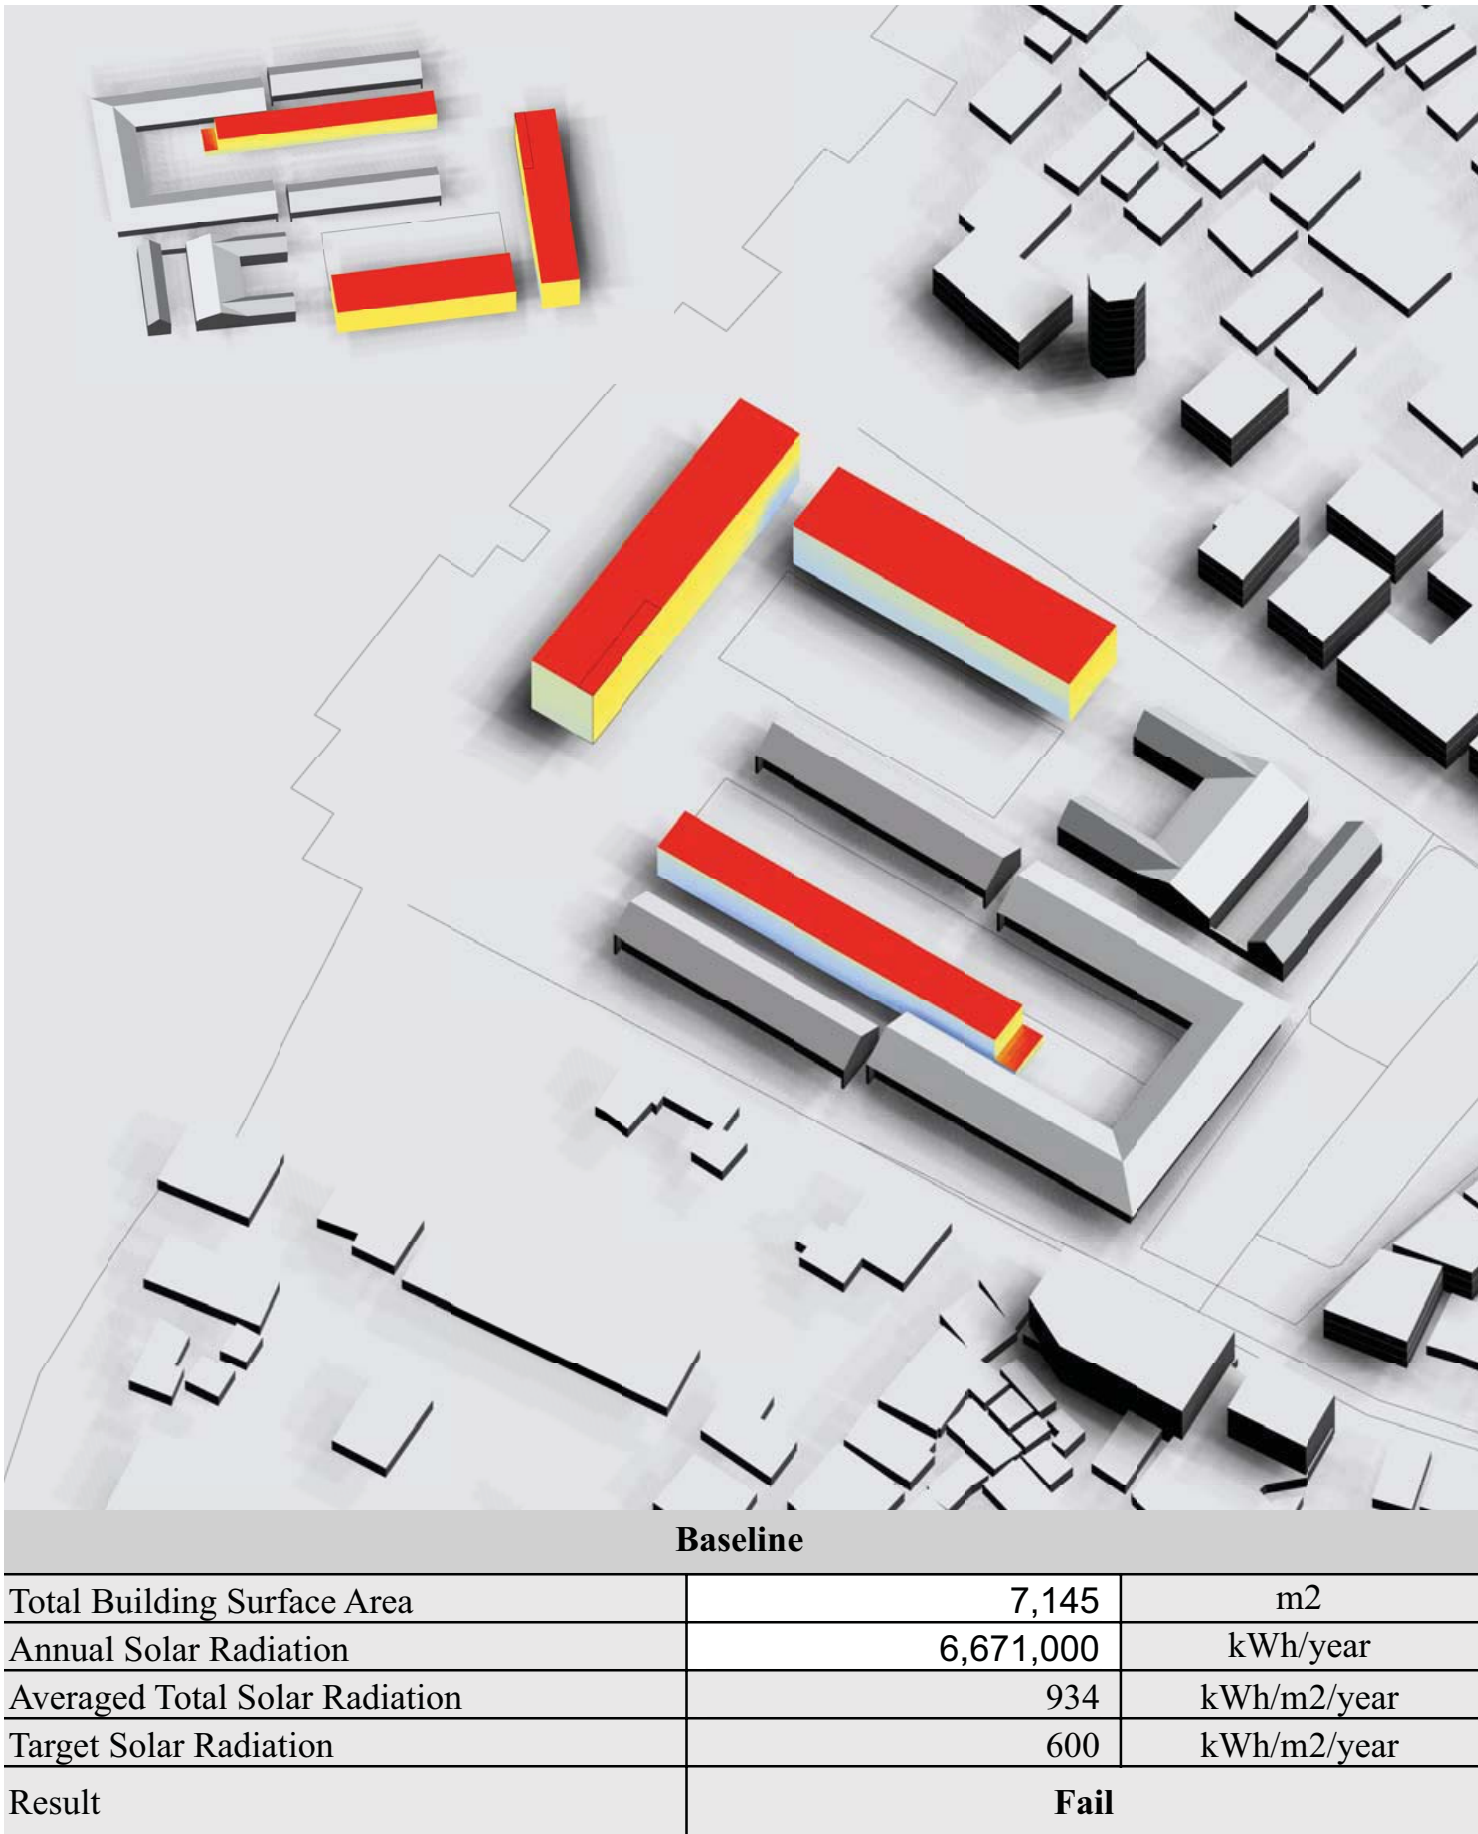 Baseline
Total Building Surface Area 7,145 m2
Annual Solar Radiation 6,671,000 kWh/year
Averaged Total Solar Radiation 934 kWh/m2/year
Target Solar Radiation 600 kWh/m2/year
Result Fail